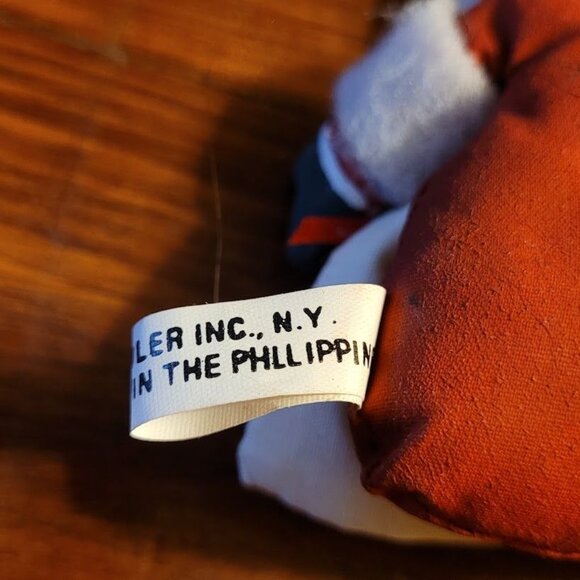 LER INC., N.Y.
IN THE PHLLIPPIN